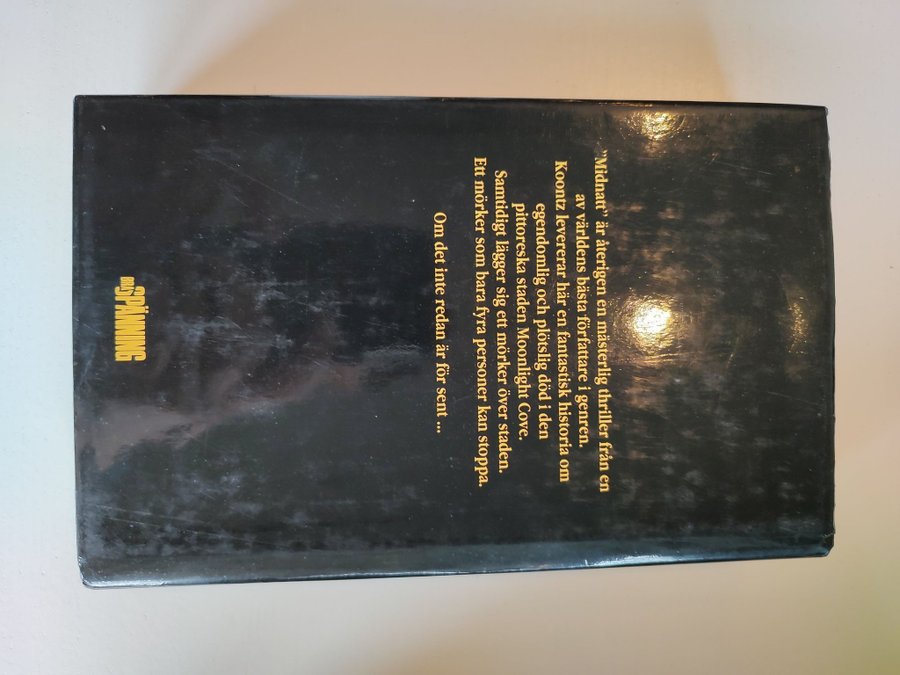 ”Midnatt” är återigen en mästerlig thriller från en
av världens bästa författare i genren.
Koontz levererar här en fantastisk historia om
egendomlig och plötslig död i den
pittoreska staden Moonlight Cove.
Samtidigt lägger sig ett mörker över staden.
Ett mörker som bara fyra personer kan stoppa.
Om det inte redan är för sent ...
BRA SPÄNNING